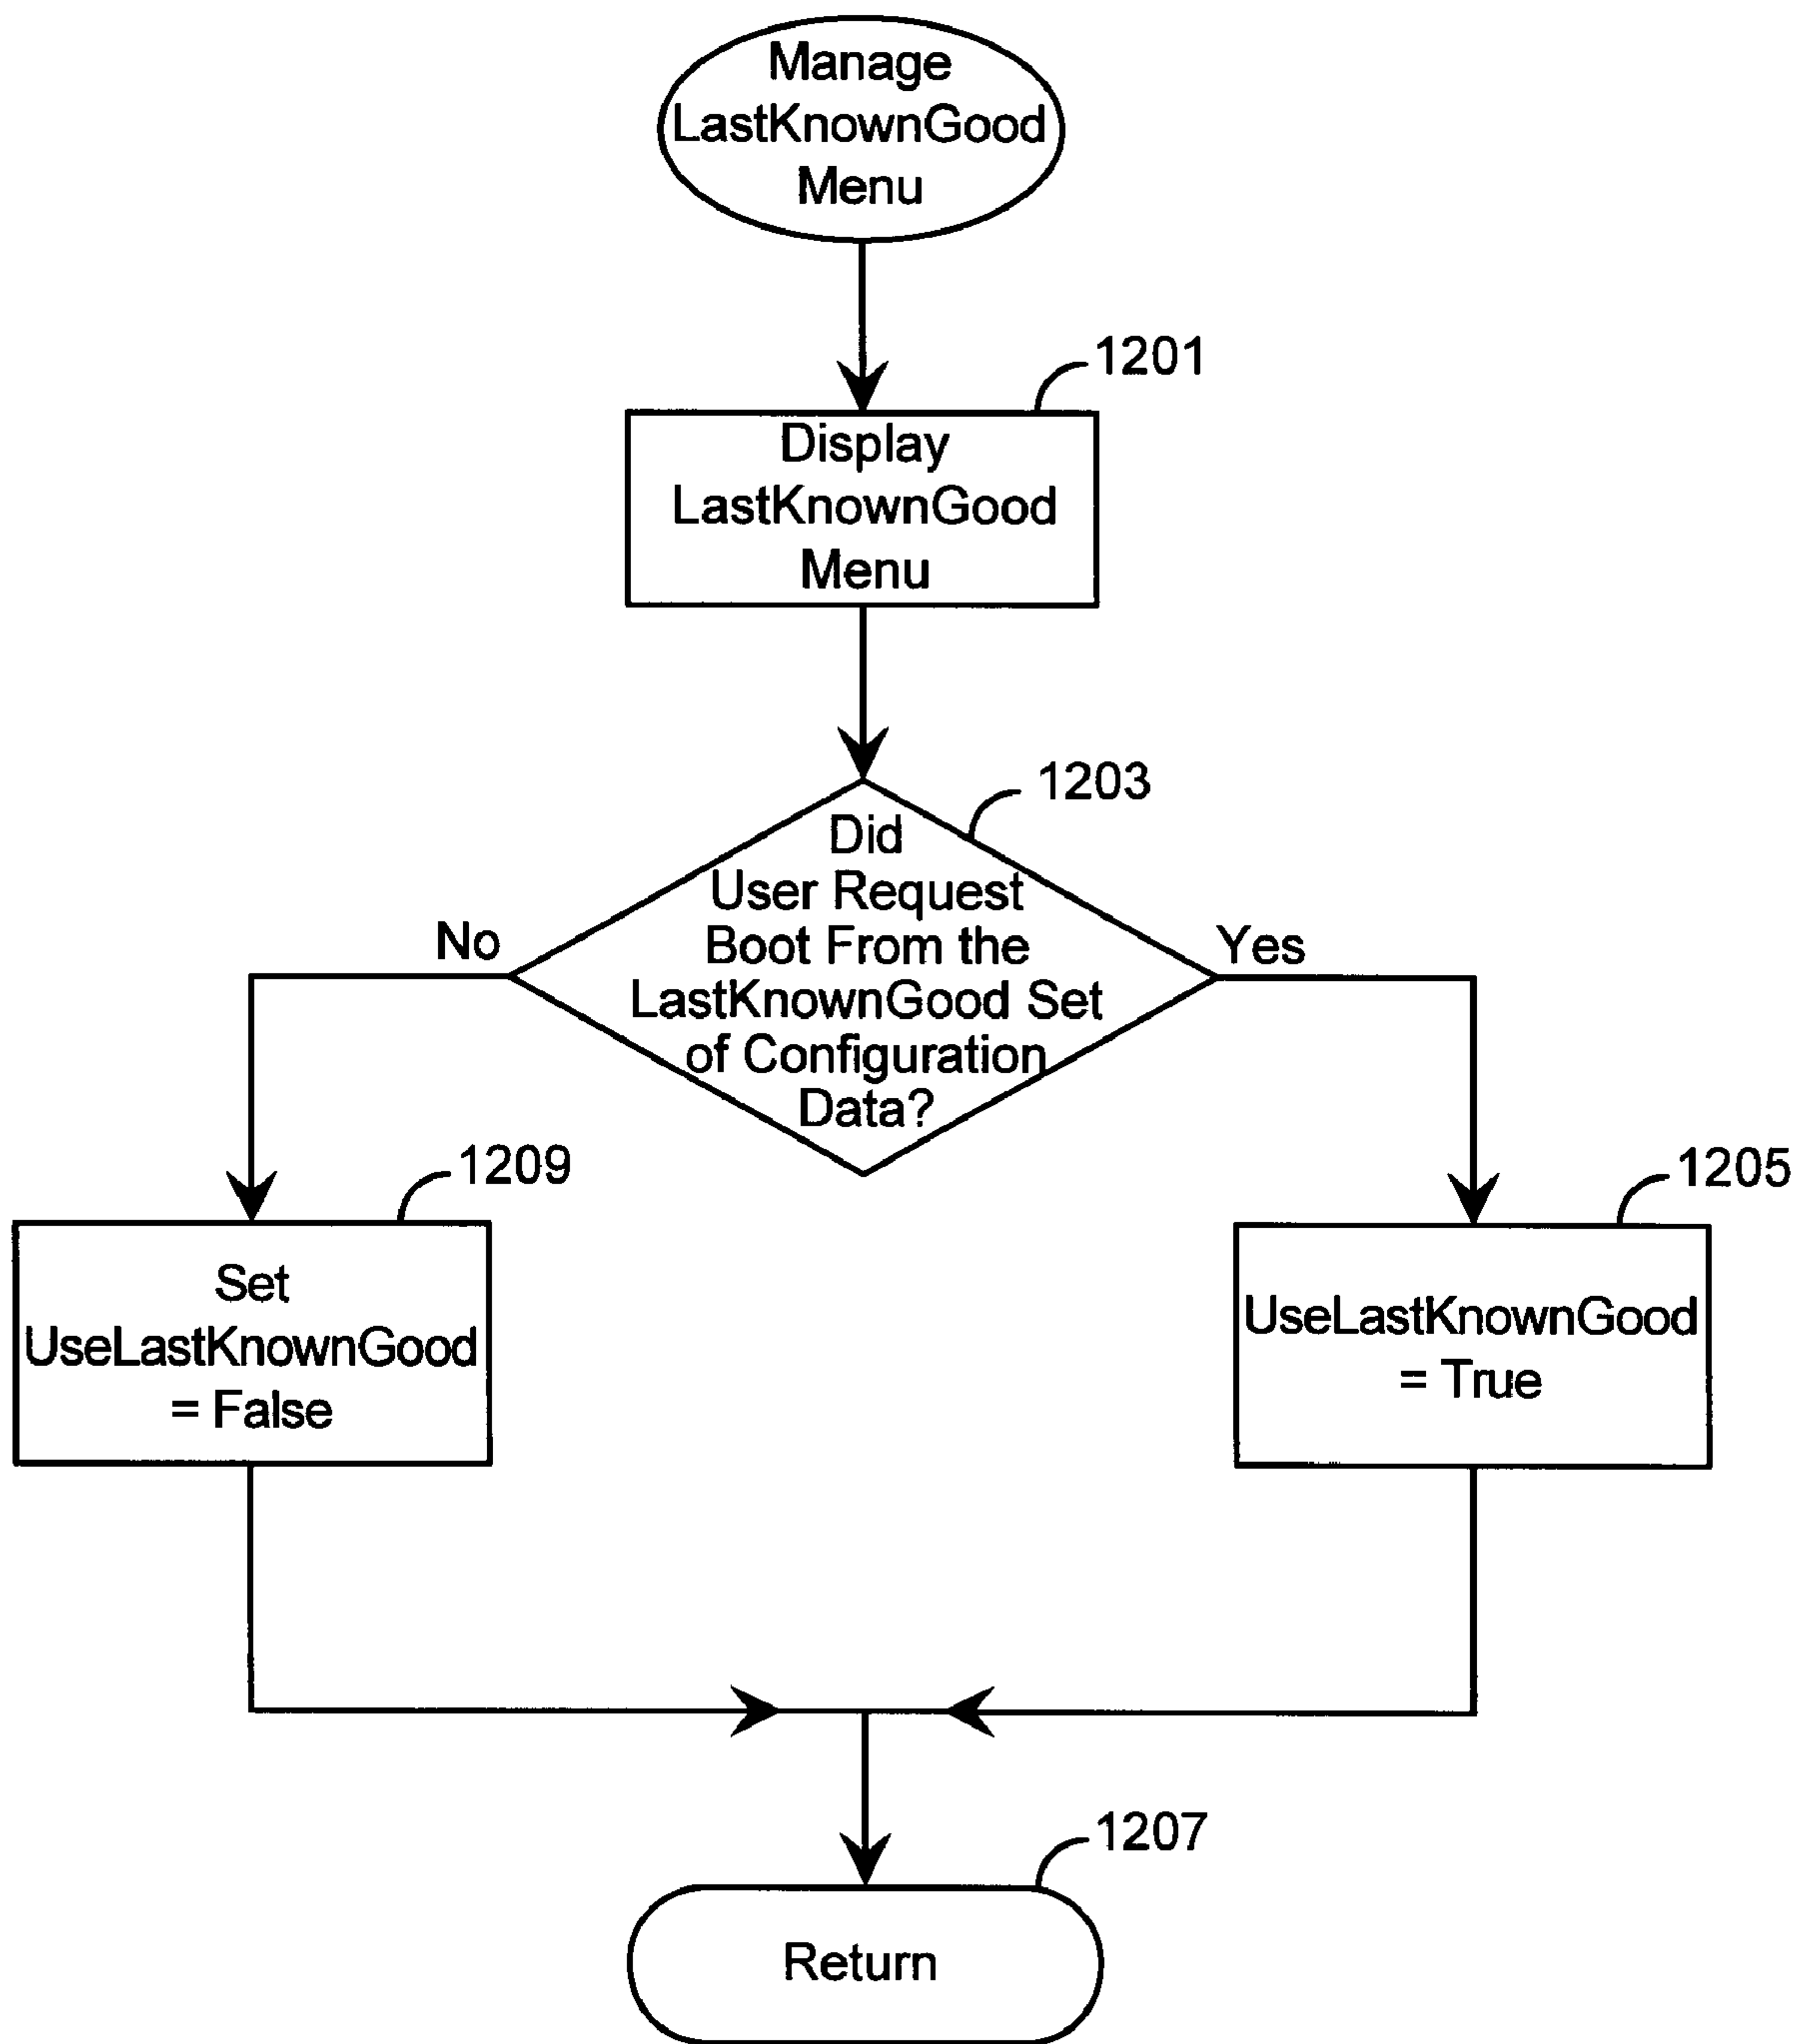 Manage
LastKnownGood
Menu
1201
Display
LastKnownGood
Menu
1203
Did
User Request
Boot From the
LastKnownGood Set
of Configuration
Data?
No
Yes
1209
Set
UseLastKnownGood
= False
1205
UseLastKnownGood
= True
1207
Return